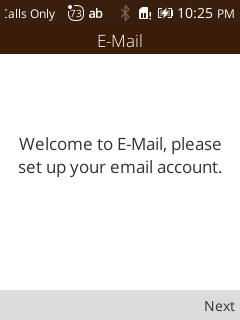 Calls Only 73 ab 10:25 PM
E-Mail
Welcome to E-Mail, please
set up your email account.
Next